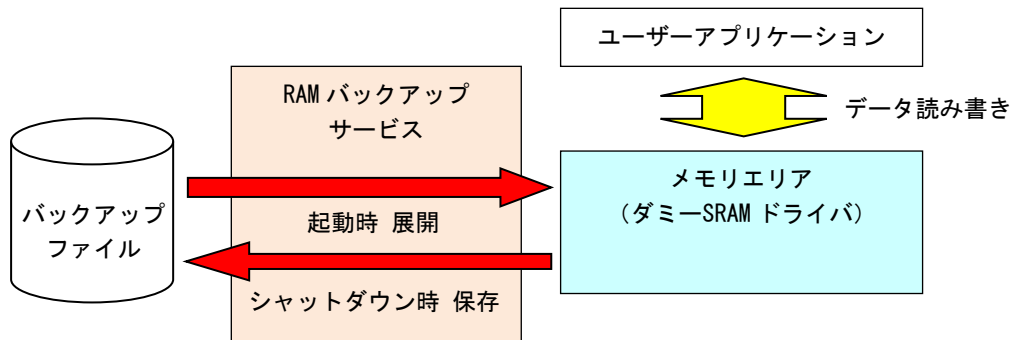 ユーザーアプリケーション
RAM バックアップ
サービス
データ読み書き
メモリエリア
（ダミーSRAM ドライバ）
バックアップ
ファイル
起動時 展開
シャットダウン時 保存